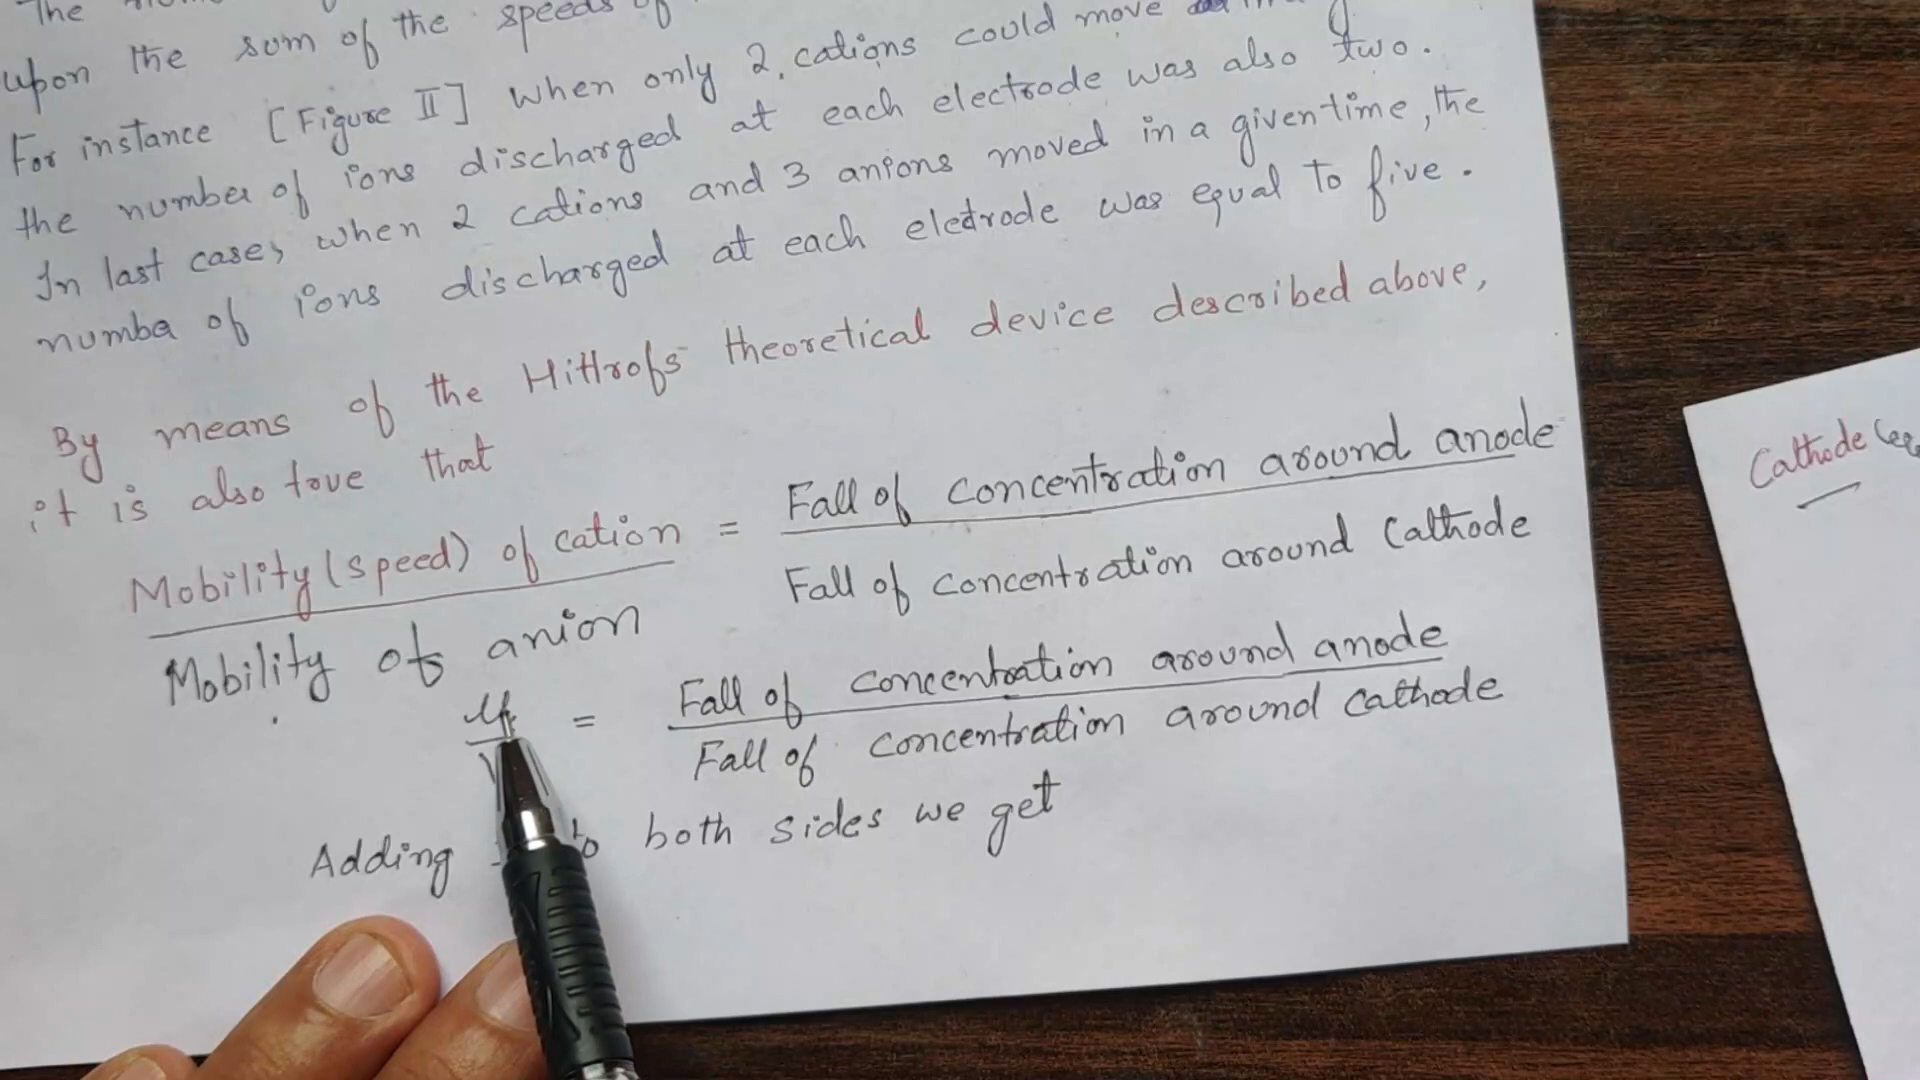 The
upon the sum of the speeds of
For instance [Figure II] when only 2. cations could move
the number of ions discharged at each electrode was also two.
In last case, when 2 cations and 3 anions moved in a given time, the
numba of ions discharged at each eletrode was equal to five.
By means of the Hittrofs theoretical device described above,
it is also tove that
Mobility (speed) of cation = Fall of concentration around anode
Mobility of anion Fall of concentration around Cathode
= Fall of concentration around anode
Fall of concentration around cathode
Adding to both sides we get
Cathode